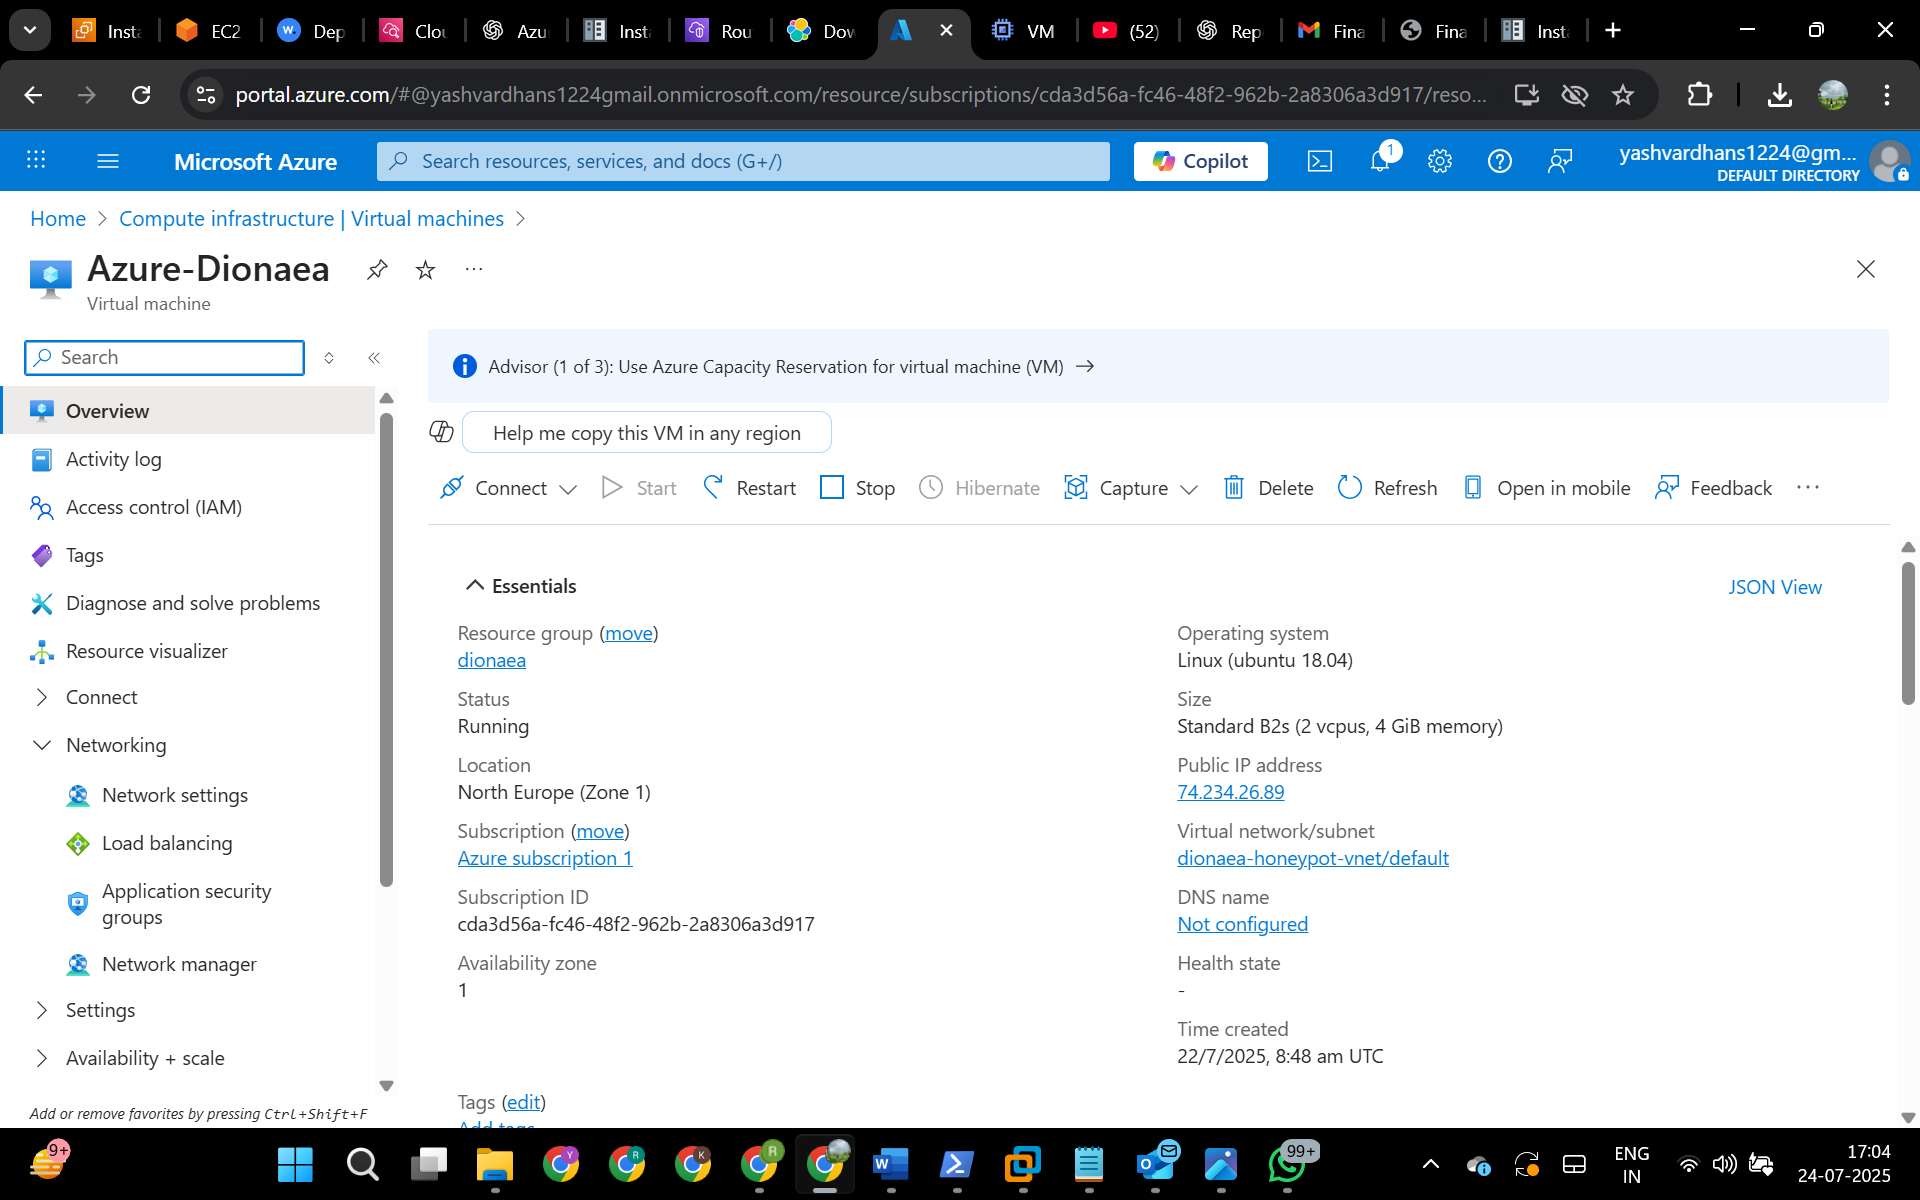 Insta
EC2
Dep
Clou
Azu
Inst
Rou
Dow
VM
(52)
Rep
Fina
Fina
Inst
portal.azure.com/#@yashvardhans1224gmail.onmicrosoft.com/resource/subscriptions/cda3d56a-fc46-48f2-962b-2a8306a3d917/reso...
Microsoft Azure
Search resources, services, and docs (G+/)
Copilot
1
yashvardhans1224@gm...
DEFAULT DIRECTORY
Home > Compute infrastructure | Virtual machines >
Azure-Dionaea
Virtual machine
Search
Overview
Activity log
Access control (IAM)
Tags
Diagnose and solve problems
Resource visualizer
Connect
Networking
Network settings
Load balancing
Application security
groups
Network manager
Settings
Availability + scale
Add or remove favorites by pressing Ctrl+Shift+F
Advisor (1 of 3): Use Azure Capacity Reservation for virtual machine (VM) →
Help me copy this VM in any region
Connect
Start
Restart
Stop
Hibernate
Capture
Delete
Refresh
Open in mobile
Feedback
Essentials
JSON View
Resource group (move)
dionaea
Status
Running
Location
North Europe (Zone 1)
Subscription (move)
Azure subscription 1
Subscription ID
cda3d56a-fc46-48f2-962b-2a8306a3d917
Availability zone
1
Operating system
Linux (ubuntu 18.04)
Size
Standard B2s (2 vcpus, 4 GiB memory)
Public IP address
74.234.26.89
Virtual network/subnet
dionaea-honeypot-vnet/default
DNS name
Not configured
Health state
-
Time created
22/7/2025, 8:48 am UTC
Tags (edit)
Add tags
9+
99+
ENG
IN
17:04
24-07-2025